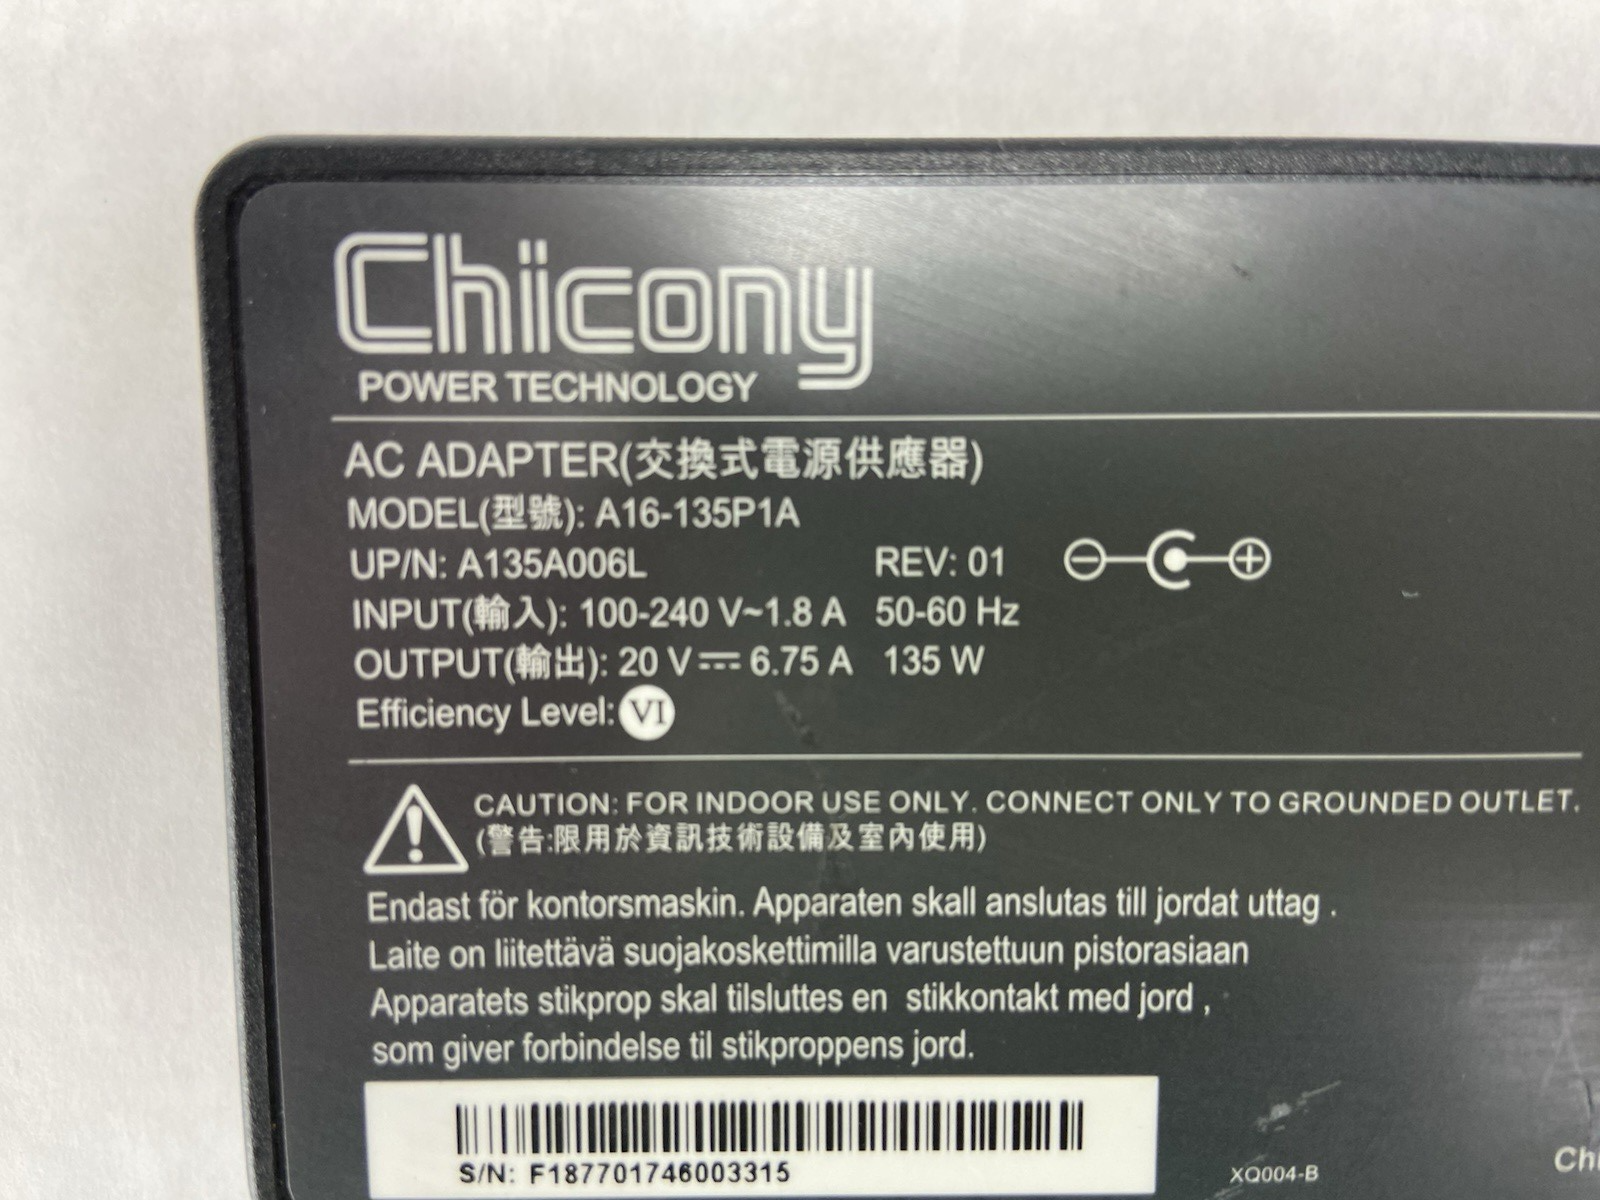 Chicony
POWER TECHNOLOGY
AC ADAPTER(交換式電源供應器)
MODEL(型號): A16-135P1A
UP/N: A135A006L REV: 01
INPUT(輸入): 100-240 V~1.8 A 50-60 Hz
OUTPUT(輸出): 20 V⎓6.75 A 135 W
Efficiency Level: VI
CAUTION: FOR INDOOR USE ONLY. CONNECT ONLY TO GROUNDED OUTLET.
(警告:限用於資訊技術設備及室內使用)
Endast för kontorsmaskin. Apparaten skall anslutas till jordat uttag .
Laite on liitettävä suojakoskettimilla varustettuun pistorasiaan
Apparatets stikprop skal tilsluttes en stikkontakt med jord ,
som giver forbindelse til stikproppens jord.
S/N: F187701746003315
XQ004-B